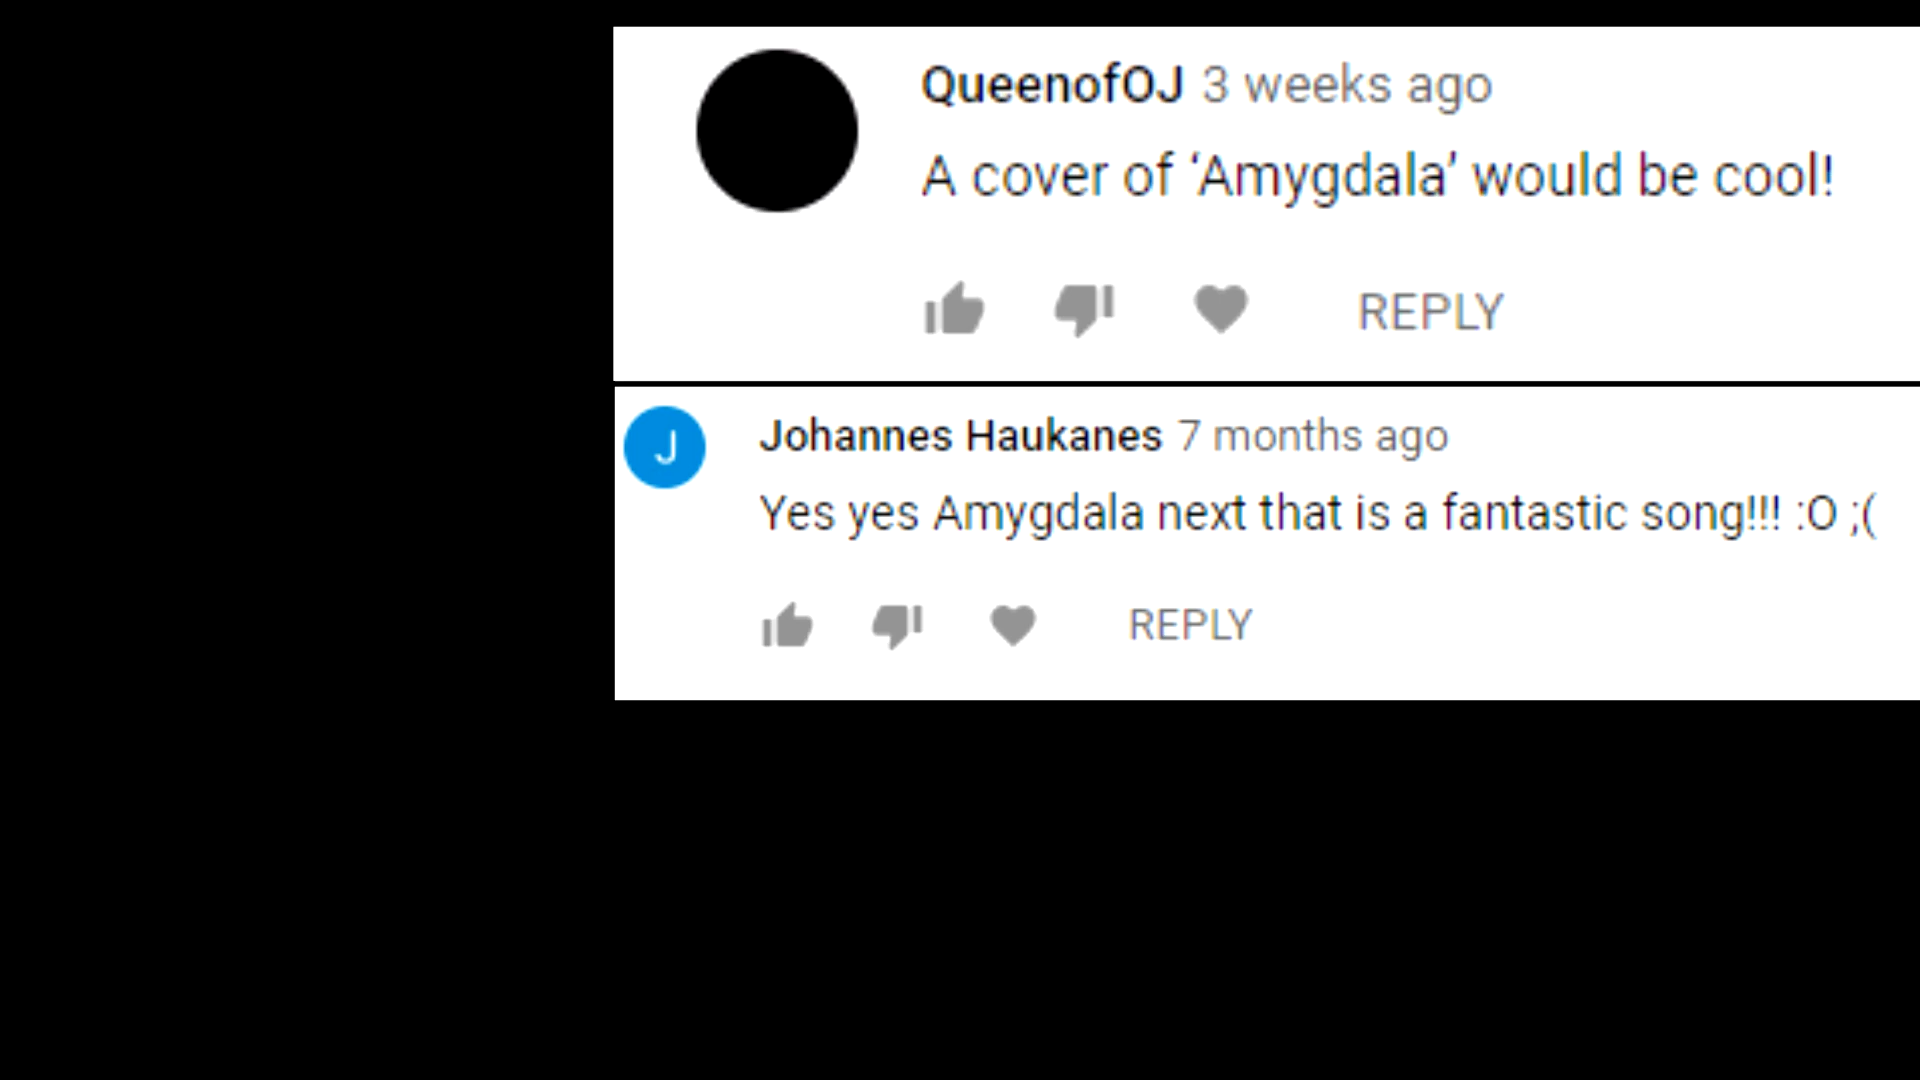 QueenofOJ 3 weeks ago
A cover of ‘Amygdala’ would be cool!
REPLY
J
Johannes Haukanes 7 months ago
Yes yes Amygdala next that is a fantastic song!!! :O ;(
REPLY